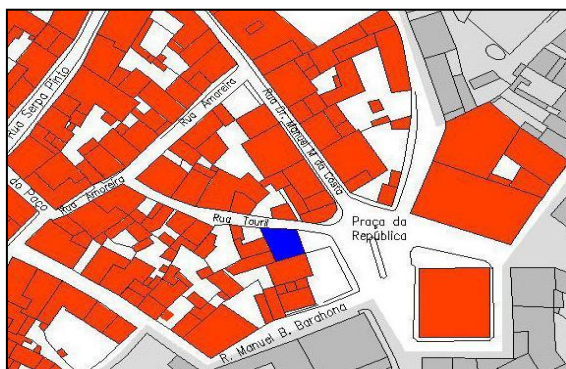 Rua Serpa Pinto
Rua Amoreira
Rua Dr. Manuel M da Costa
do Paço
Rua Amoreira
Rua Touril
Praça da
República
R. Manuel B. Barahona